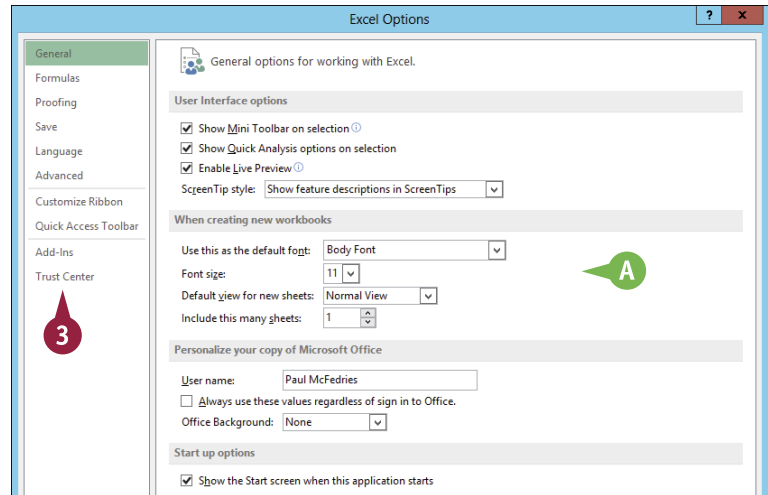 Excel Options
? x
General
Formulas
Proofing
Save
Language
Advanced
Customize Ribbon
Quick Access Toolbar
Add-Ins
Trust Center
3
General options for working with Excel.
User Interface options
Show Mini Toolbar on selection
Show Quick Analysis options on selection
Enable Live Preview
ScreenTip style: Show feature descriptions in ScreenTips
When creating new workbooks
Use this as the default font: Body Font
Font size: 11
Default view for new sheets: Normal View
Include this many sheets: 1
A
Personalize your copy of Microsoft Office
User name: Paul McFedries
Always use these values regardless of sign in to Office.
Office Background: None
Start up options
Show the Start screen when this application starts